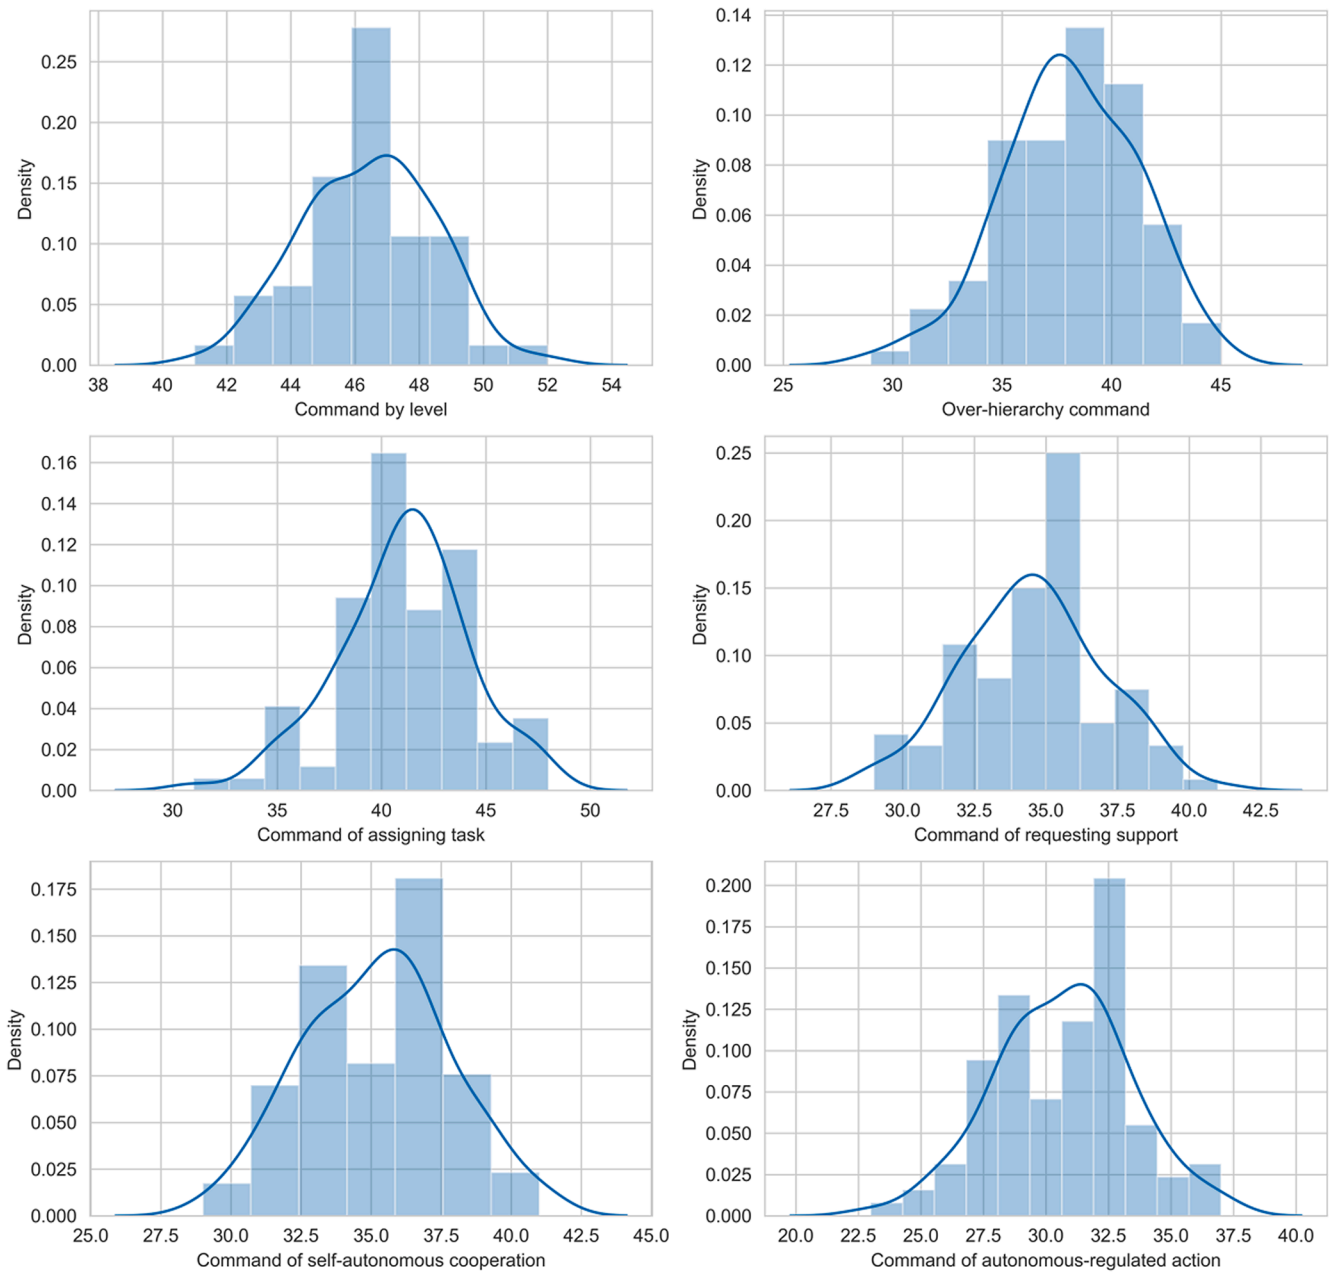 0.25
0.20
0.15
0.10
0.05
0.00
Density
38 40 42 44 46 48 50 52 54
Command by level
0.14
0.12
0.10
0.08
0.06
0.04
0.02
0.00
Density
25 30 35 40 45
Over-hierarchy command
0.16
0.14
0.12
0.10
0.08
0.06
0.04
0.02
0.00
Density
30 35 40 45 50
Command of assigning task
0.25
0.20
0.15
0.10
0.05
0.00
Density
27.5 30.0 32.5 35.0 37.5 40.0 42.5
Command of requesting support
0.175
0.150
0.125
0.100
0.075
0.050
0.025
0.000
Density
25.0 27.5 30.0 32.5 35.0 37.5 40.0 42.5 45.0
Command of self-autonomous cooperation
0.200
0.175
0.150
0.125
0.100
0.075
0.050
0.025
0.000
Density
20.0 22.5 25.0 27.5 30.0 32.5 35.0 37.5 40.0
Command of autonomous-regulated action